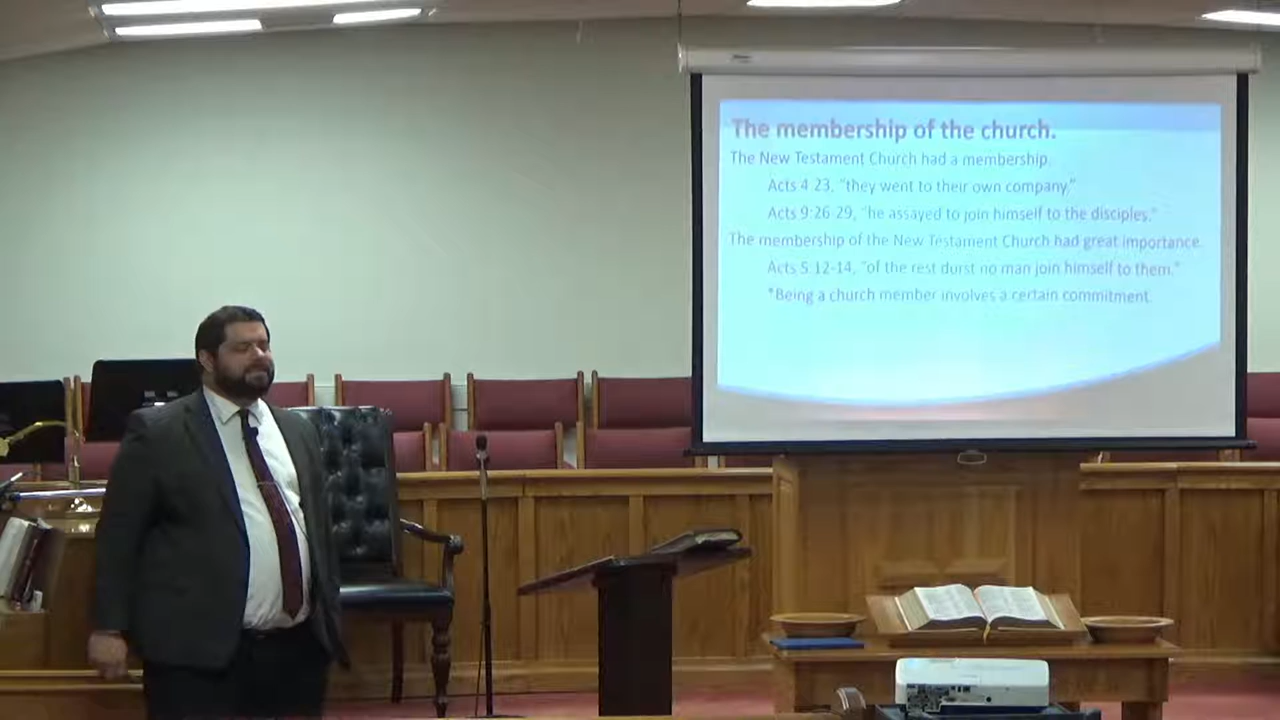 The membership of the church.
The New Testament Church had a membership.
Acts 4:23, "they went to their own company."
Acts 9:26-29, "he assayed to join himself to the disciples."
The membership of the New Testament Church had great importance.
Acts 5:12-14, "of the rest durst no man join himself to them."
*Being a church member involves a certain commitment.